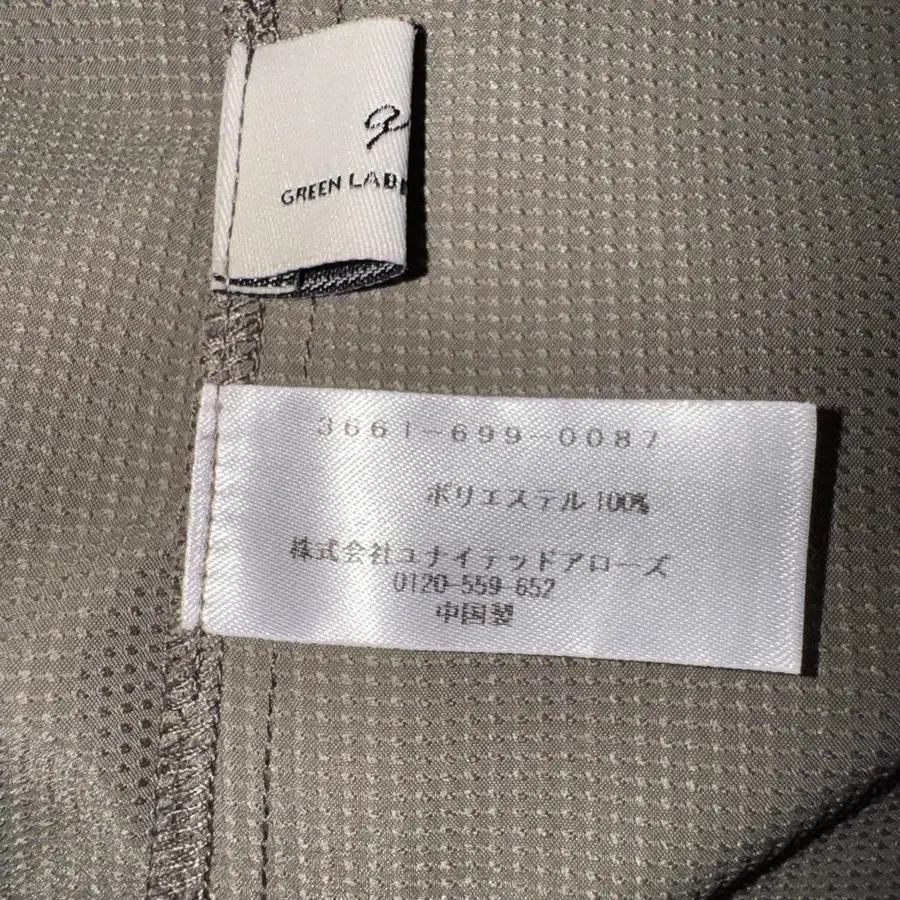 GREEN LABE
3661-699-0087
ポリエステル100%
株式会社ユナイテッドアローズ
0120-559-652
中国製